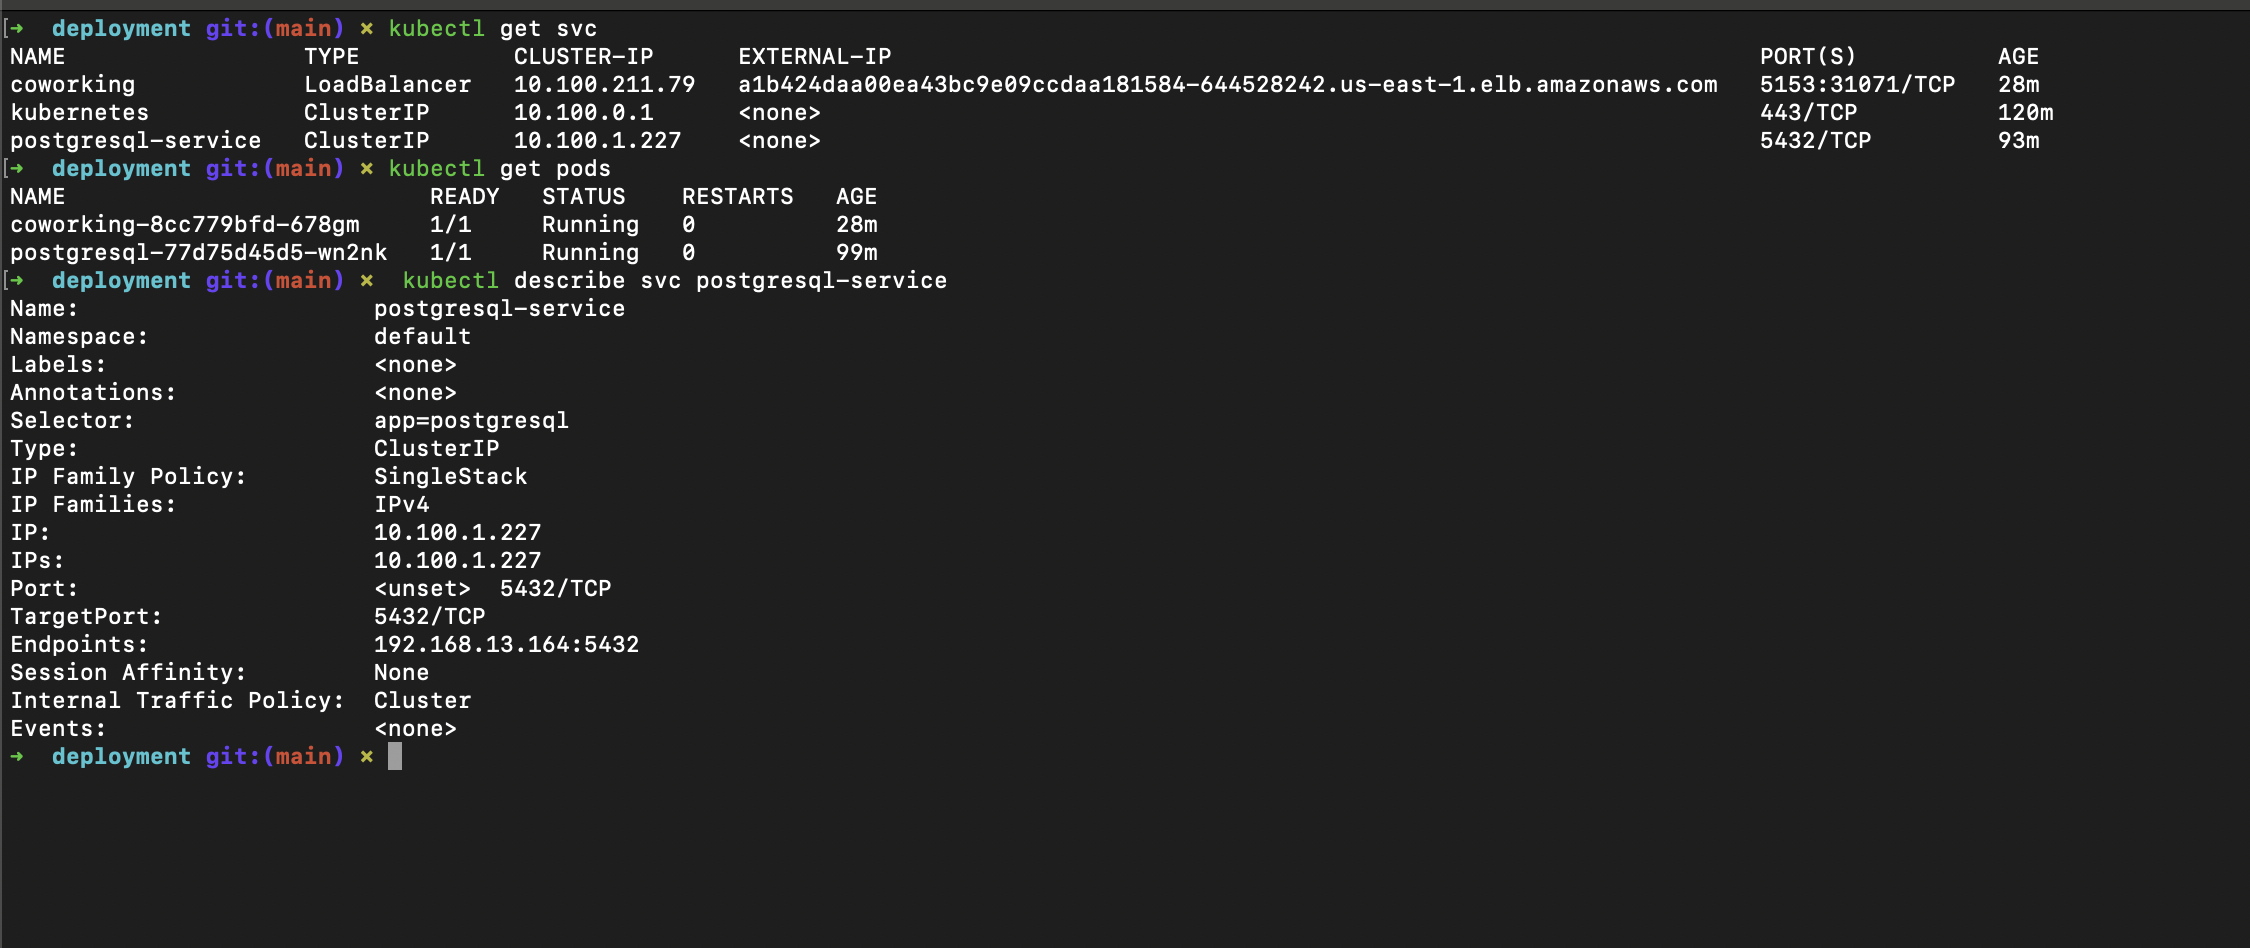 [➜  deployment git:(main) ✗ kubectl get svc
NAME                 TYPE           CLUSTER-IP      EXTERNAL-IP                                                              PORT(S)          AGE
coworking            LoadBalancer   10.100.211.79   a1b424daa00ea43bc9e09ccdaa181584-644528242.us-east-1.elb.amazonaws.com   5153:31071/TCP   28m
kubernetes           ClusterIP      10.100.0.1      <none>                                                                   443/TCP          120m
postgresql-service   ClusterIP      10.100.1.227    <none>                                                                   5432/TCP         93m
[➜  deployment git:(main) ✗ kubectl get pods
NAME                          READY   STATUS    RESTARTS   AGE
coworking-8cc779bfd-678gm     1/1     Running   0          28m
postgresql-77d75d45d5-wn2nk   1/1     Running   0          99m
[➜  deployment git:(main) ✗  kubectl describe svc postgresql-service
Name:                     postgresql-service
Namespace:                default
Labels:                   <none>
Annotations:              <none>
Selector:                 app=postgresql
Type:                     ClusterIP
IP Family Policy:         SingleStack
IP Families:              IPv4
IP:                       10.100.1.227
IPs:                      10.100.1.227
Port:                     <unset>  5432/TCP
TargetPort:               5432/TCP
Endpoints:                192.168.13.164:5432
Session Affinity:         None
Internal Traffic Policy:  Cluster
Events:                   <none>
➜  deployment git:(main) ✗